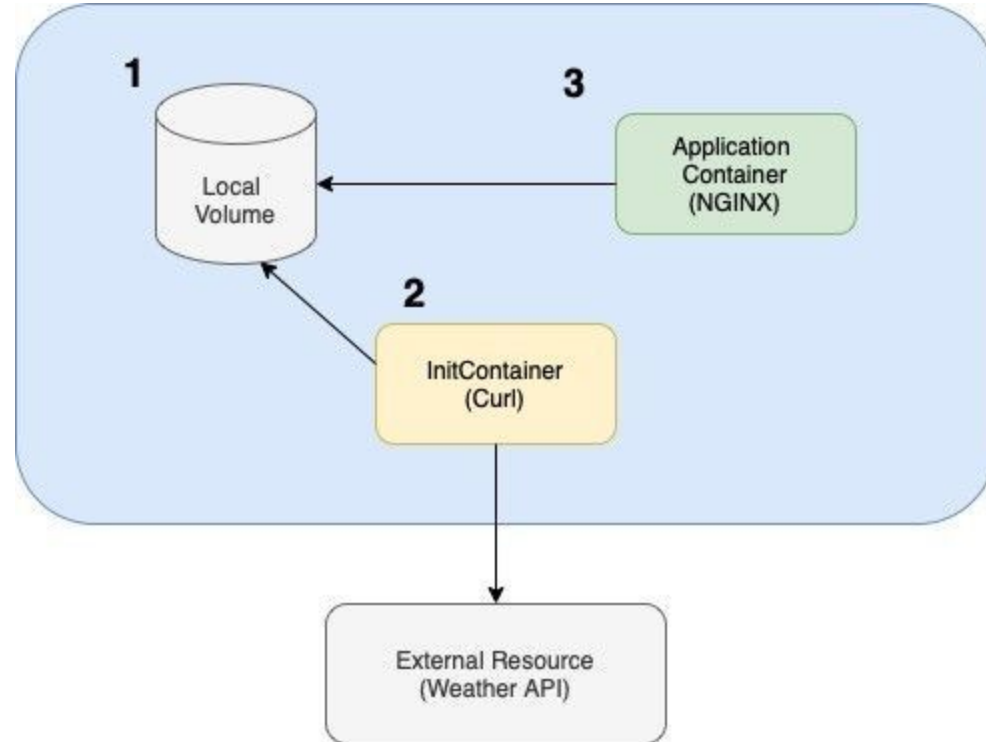 1
Local
Volume
3
Application
Container
(NGINX)
2
InitContainer
(Curl)
External Resource
(Weather API)